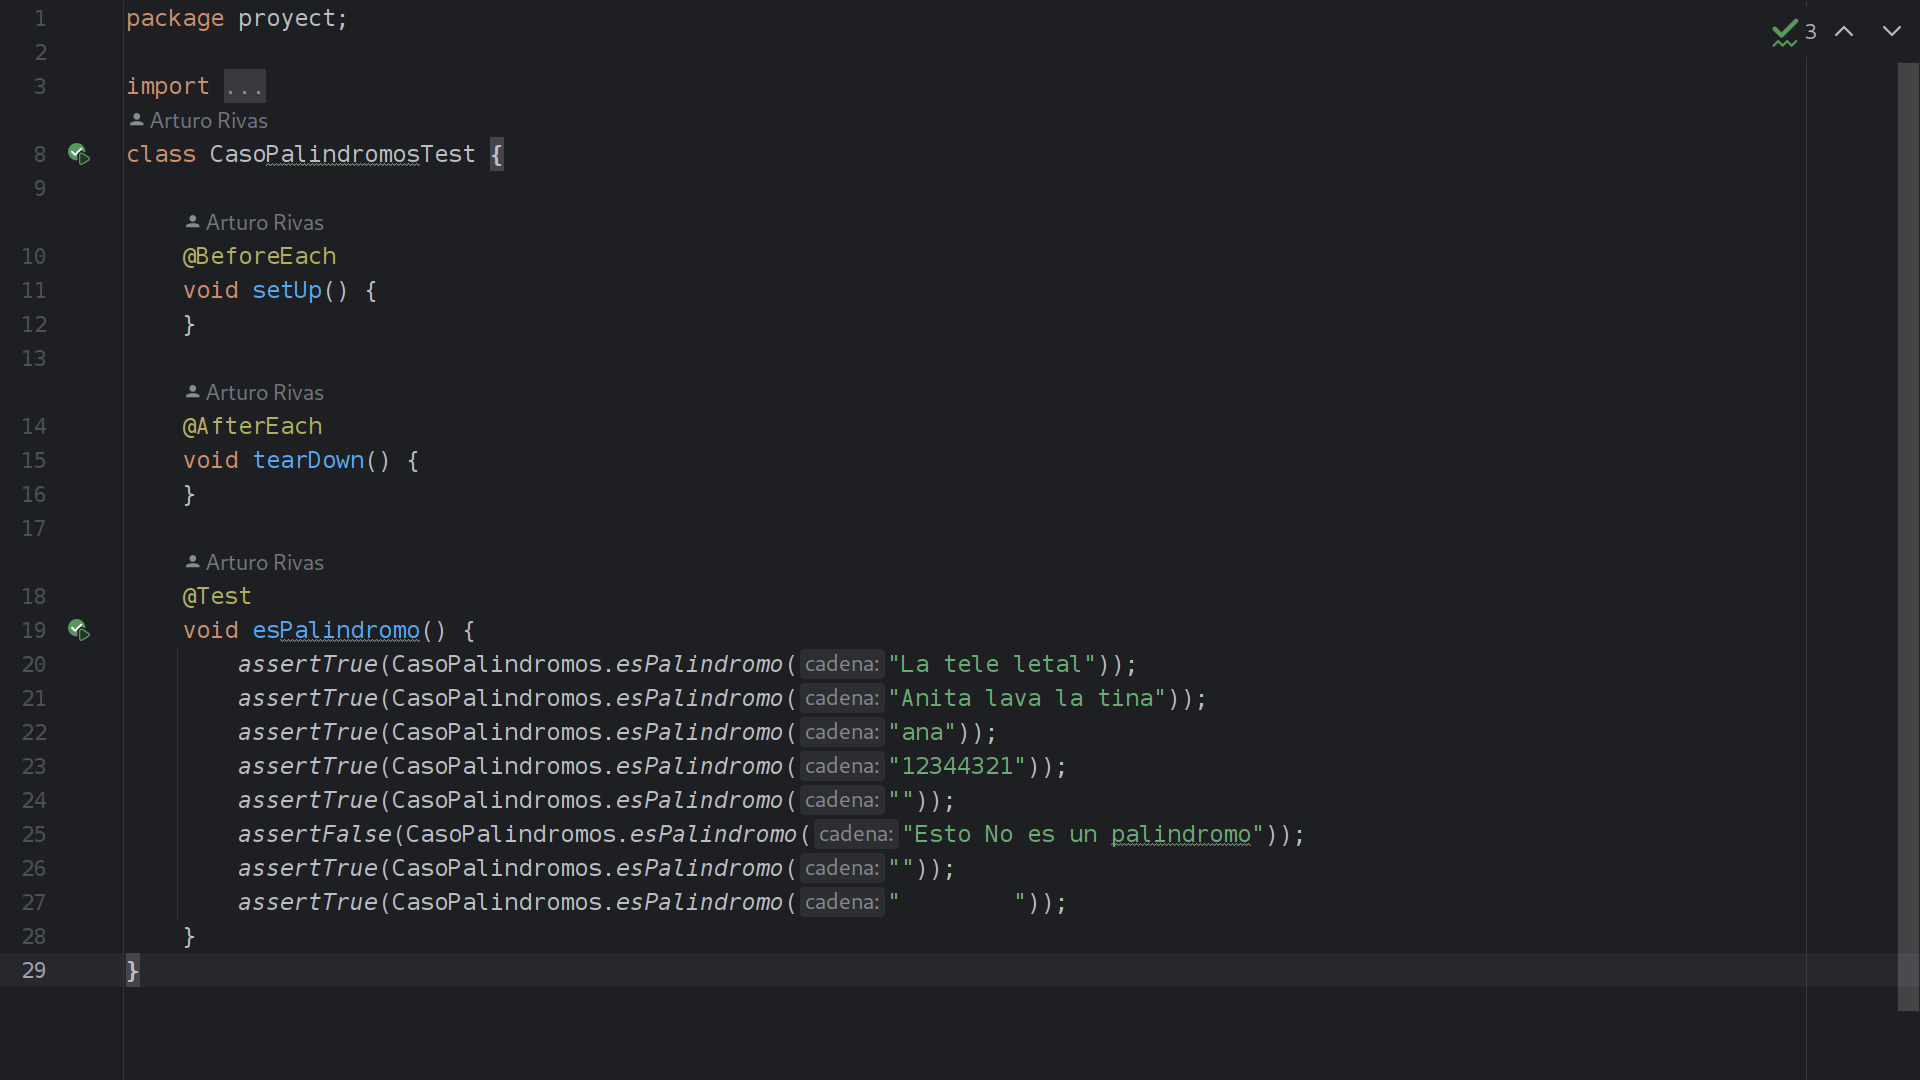 1 package proyect;
2
3 import ...
Arturo Rivas
8 class CasoPalindromosTest {
9
Arturo Rivas
10 @BeforeEach
11 void setUp() {
12 }
13
Arturo Rivas
14 @AfterEach
15 void tearDown() {
16 }
17
Arturo Rivas
18 @Test
19 void esPalindromo() {
20 assertTrue(CasoPalindromos.esPalindromo( cadena: "La tele letal"));
21 assertTrue(CasoPalindromos.esPalindromo( cadena: "Anita lava la tina"));
22 assertTrue(CasoPalindromos.esPalindromo( cadena: "ana"));
23 assertTrue(CasoPalindromos.esPalindromo( cadena: "12344321"));
24 assertTrue(CasoPalindromos.esPalindromo( cadena: ""));
25 assertFalse(CasoPalindromos.esPalindromo( cadena: "Esto No es un palindromo"));
26 assertTrue(CasoPalindromos.esPalindromo( cadena: ""));
27 assertTrue(CasoPalindromos.esPalindromo( cadena: "        "));
28 }
29 }
3